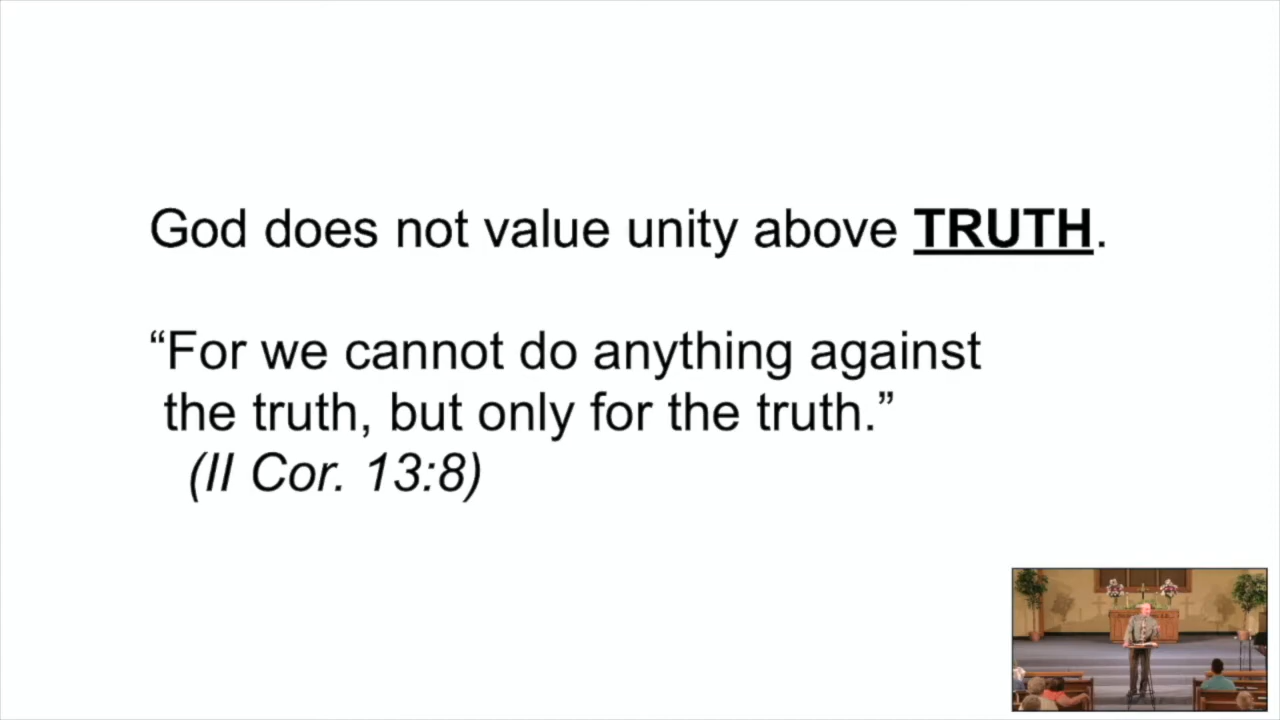 God does not value unity above TRUTH.
“For we cannot do anything against
the truth, but only for the truth.”
(II Cor. 13:8)